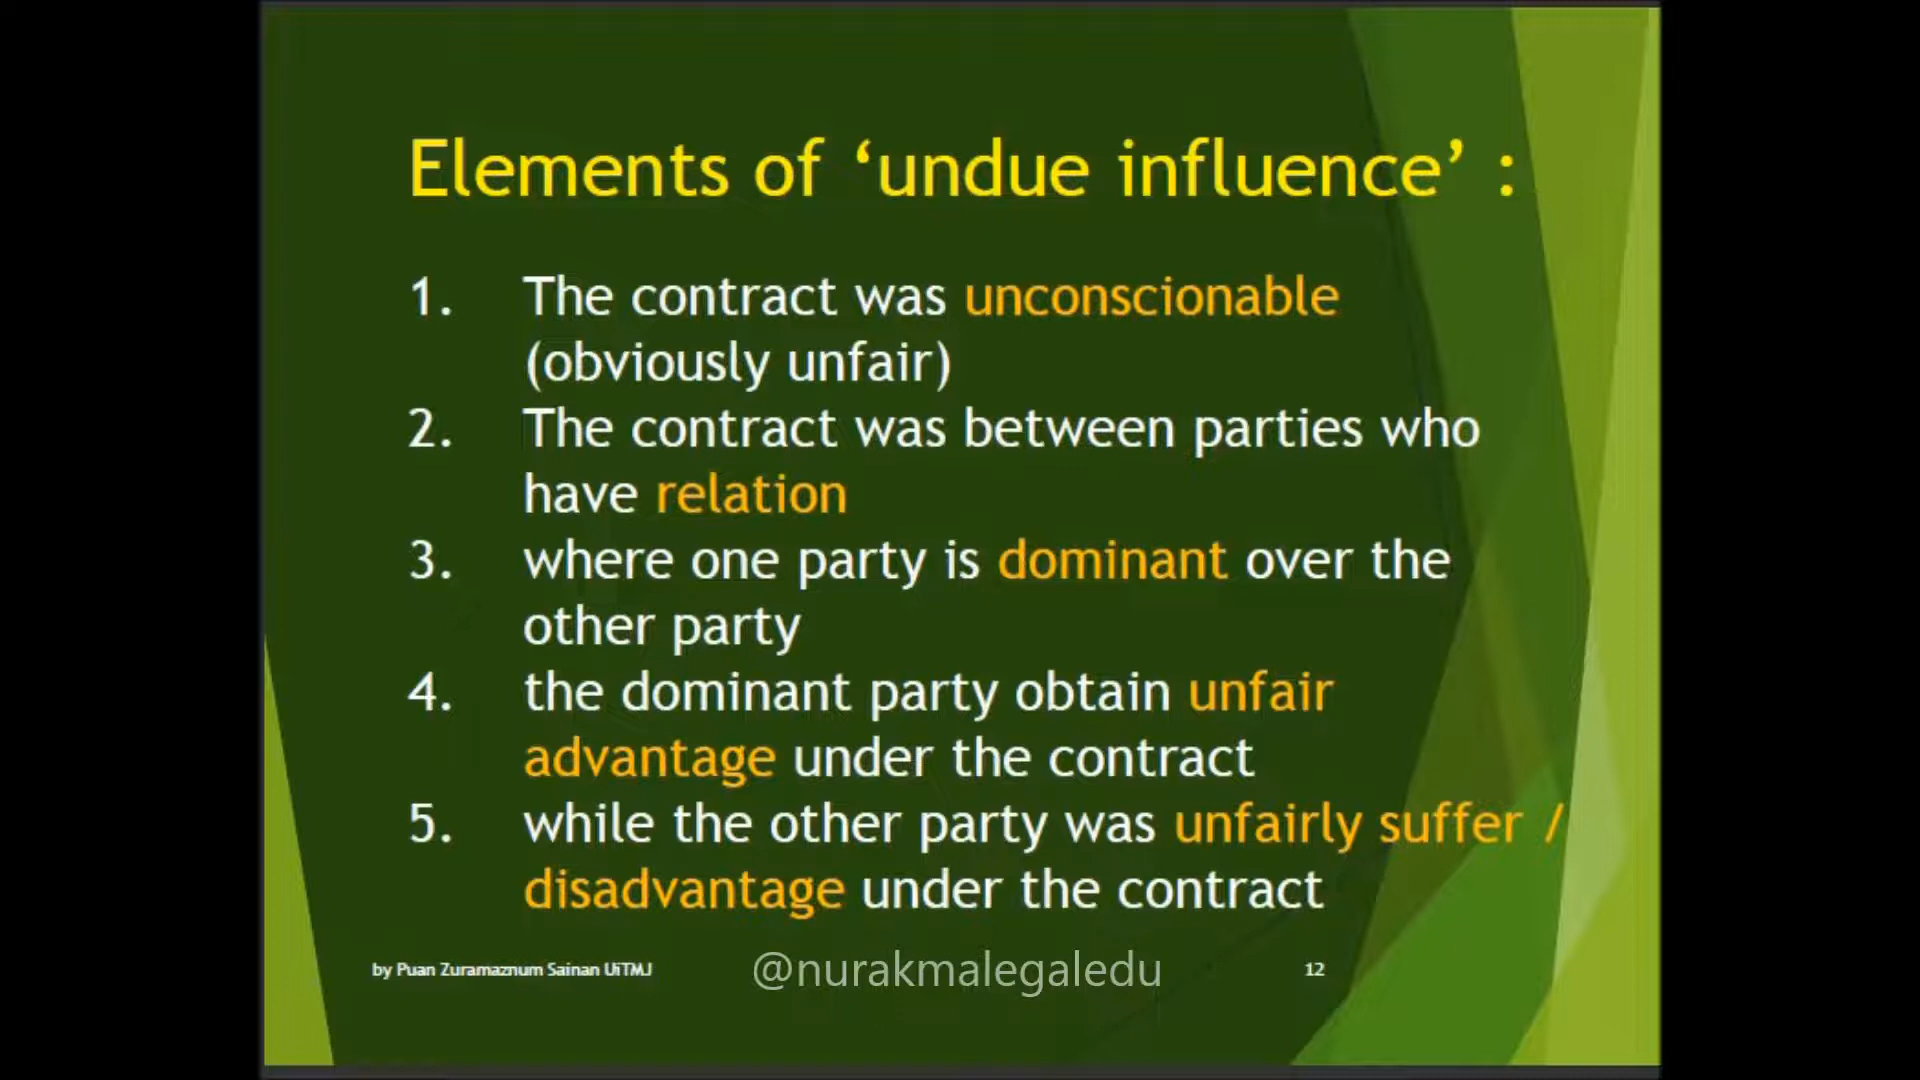 Elements of ‘undue influence’ :
1. The contract was unconscionable
(obviously unfair)
2. The contract was between parties who
have relation
3. where one party is dominant over the
other party
4. the dominant party obtain unfair
advantage under the contract
5. while the other party was unfairly suffer /
disadvantage under the contract
by Puan Zuramaznum Sainan UiTMJ @nurakmalegaledu 12